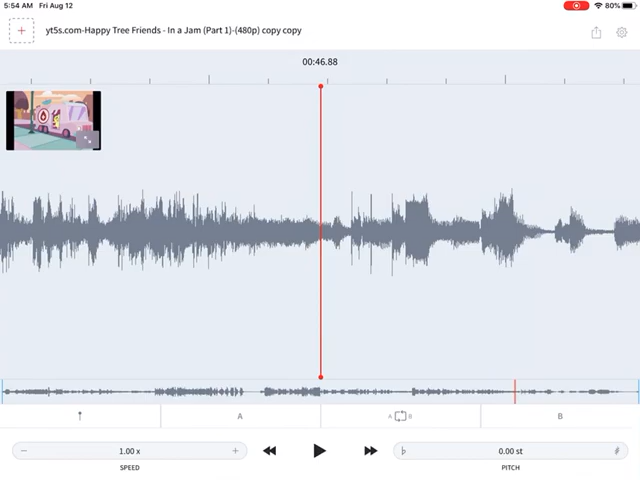 5:54 AM Fri Aug 12
80%
yt5s.com-Happy Tree Friends - In a Jam (Part 1)-(480p) copy copy
00:46.88
A
A B
B
1.00 x
0.00 st
SPEED
PITCH